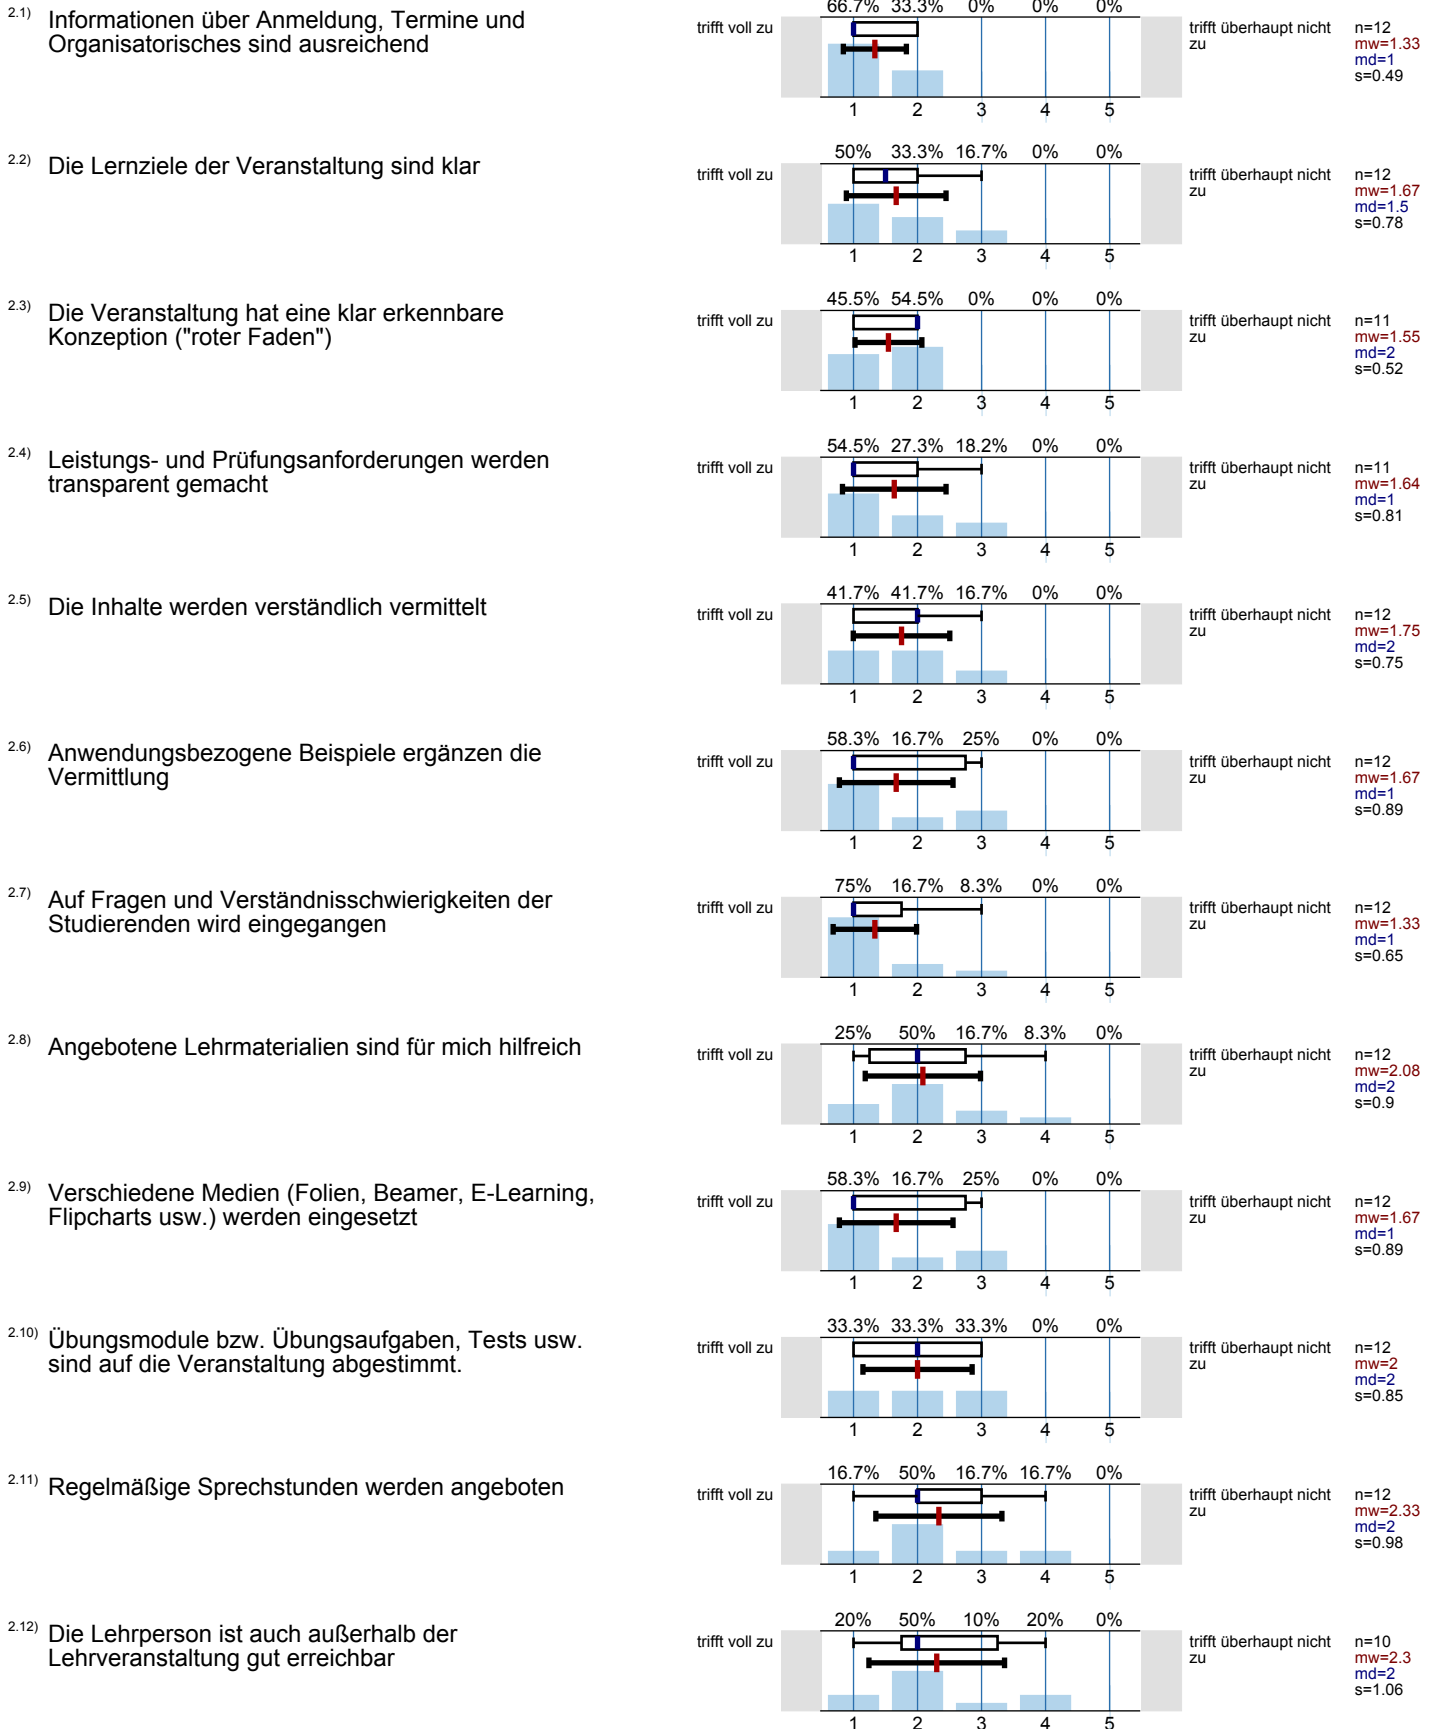 2.1) Informationen über Anmeldung, Termine und
Organisatorisches sind ausreichend
66.7% 33.3% 0% 0% 0%
trifft voll zu
trifft überhaupt nicht
zu
n=12
mw=1.33
md=1
s=0.49
1 2 3 4 5
2.2) Die Lernziele der Veranstaltung sind klar
50% 33.3% 16.7% 0% 0%
trifft voll zu
trifft überhaupt nicht
zu
n=12
mw=1.67
md=1.5
s=0.78
1 2 3 4 5
2.3) Die Veranstaltung hat eine klar erkennbare
Konzeption ("roter Faden")
45.5% 54.5% 0% 0% 0%
trifft voll zu
trifft überhaupt nicht
zu
n=11
mw=1.55
md=2
s=0.52
1 2 3 4 5
2.4) Leistungs- und Prüfungsanforderungen werden
transparent gemacht
54.5% 27.3% 18.2% 0% 0%
trifft voll zu
trifft überhaupt nicht
zu
n=11
mw=1.64
md=1
s=0.81
1 2 3 4 5
2.5) Die Inhalte werden verständlich vermittelt
41.7% 41.7% 16.7% 0% 0%
trifft voll zu
trifft überhaupt nicht
zu
n=12
mw=1.75
md=2
s=0.75
1 2 3 4 5
2.6) Anwendungsbezogene Beispiele ergänzen die
Vermittlung
58.3% 16.7% 25% 0% 0%
trifft voll zu
trifft überhaupt nicht
zu
n=12
mw=1.67
md=1
s=0.89
1 2 3 4 5
2.7) Auf Fragen und Verständnisschwierigkeiten der
Studierenden wird eingegangen
75% 16.7% 8.3% 0% 0%
trifft voll zu
trifft überhaupt nicht
zu
n=12
mw=1.33
md=1
s=0.65
1 2 3 4 5
2.8) Angebotene Lehrmaterialien sind für mich hilfreich
25% 50% 16.7% 8.3% 0%
trifft voll zu
trifft überhaupt nicht
zu
n=12
mw=2.08
md=2
s=0.9
1 2 3 4 5
2.9) Verschiedene Medien (Folien, Beamer, E-Learning,
Flipcharts usw.) werden eingesetzt
58.3% 16.7% 25% 0% 0%
trifft voll zu
trifft überhaupt nicht
zu
n=12
mw=1.67
md=1
s=0.89
1 2 3 4 5
2.10) Übungsmodule bzw. Übungsaufgaben, Tests usw.
sind auf die Veranstaltung abgestimmt.
33.3% 33.3% 33.3% 0% 0%
trifft voll zu
trifft überhaupt nicht
zu
n=12
mw=2
md=2
s=0.85
1 2 3 4 5
2.11) Regelmäßige Sprechstunden werden angeboten
16.7% 50% 16.7% 16.7% 0%
trifft voll zu
trifft überhaupt nicht
zu
n=12
mw=2.33
md=2
s=0.98
1 2 3 4 5
2.12) Die Lehrperson ist auch außerhalb der
Lehrveranstaltung gut erreichbar
20% 50% 10% 20% 0%
trifft voll zu
trifft überhaupt nicht
zu
n=10
mw=2.3
md=2
s=1.06
1 2 3 4 5